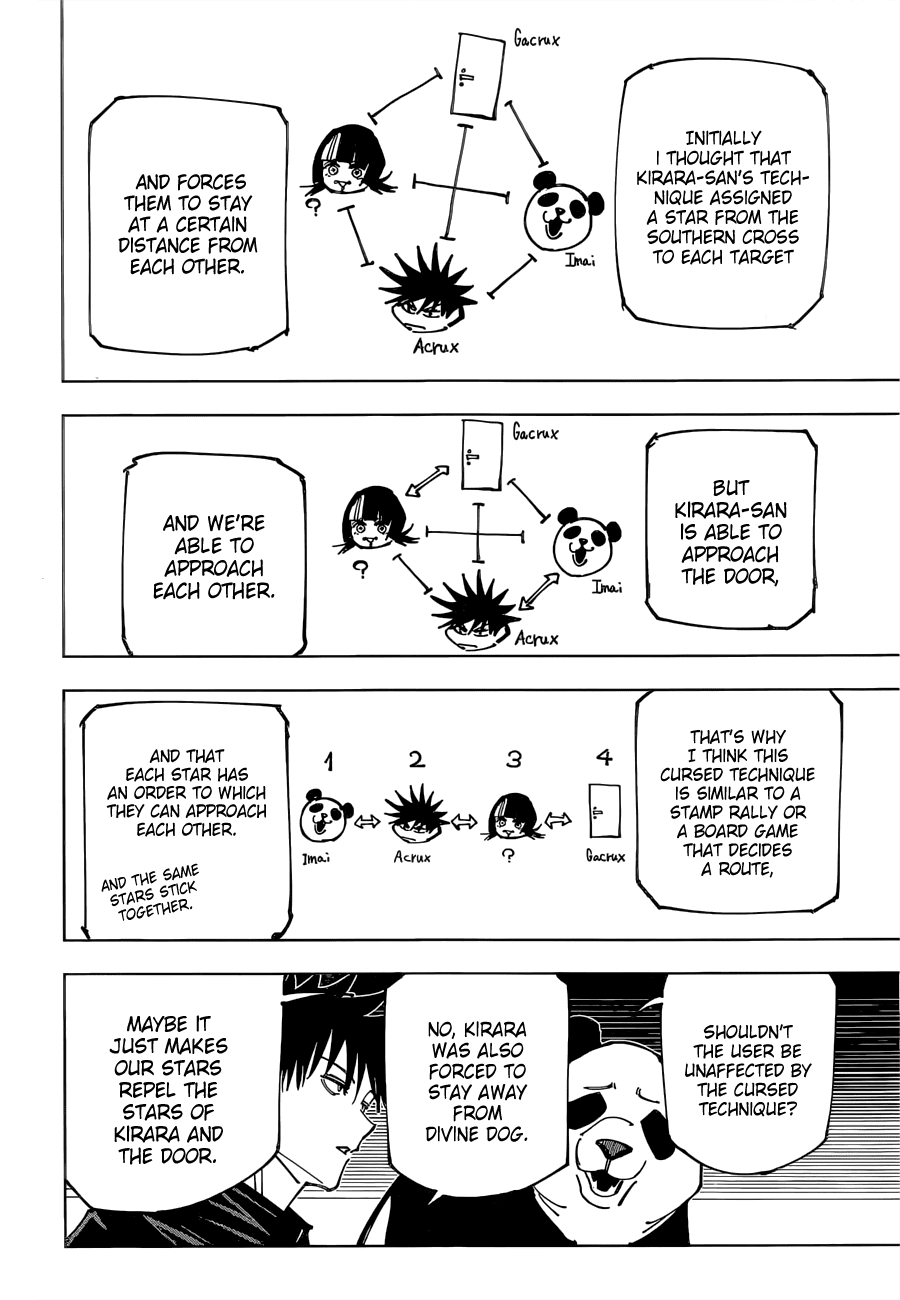 INITIALLY
I THOUGHT THAT
KIRARA-SAN'S TECH-
NIQUE ASSIGNED
A STAR FROM THE
SOUTHERN CROSS
TO EACH TARGET
Gacrux
?
Imai
Acrux
AND FORCES
THEM TO STAY
AT A CERTAIN
DISTANCE FROM
EACH OTHER.
BUT
KIRARA-SAN
IS ABLE TO
APPROACH
THE DOOR,
Gacrux
?
Imai
Acrux
AND WE'RE
ABLE TO
APPROACH
EACH OTHER.
THAT'S WHY
I THINK THIS
CURSED TECHNIQUE
IS SIMILAR TO A
STAMP RALLY OR
A BOARD GAME
THAT DECIDES
A ROUTE,
1 2 3 4
Imai Acrux ? Gacrux
AND THAT
EACH STAR HAS
AN ORDER TO WHICH
THEY CAN APPROACH
EACH OTHER.
AND THE SAME
STARS STICK
TOGETHER.
SHOULDN'T
THE USER BE
UNAFFECTED BY
THE CURSED
TECHNIQUE?
NO, KIRARA
WAS ALSO
FORCED TO
STAY AWAY
FROM
DIVINE DOG.
MAYBE IT
JUST MAKES
OUR STARS
REPEL THE
STARS OF
KIRARA AND
THE DOOR.